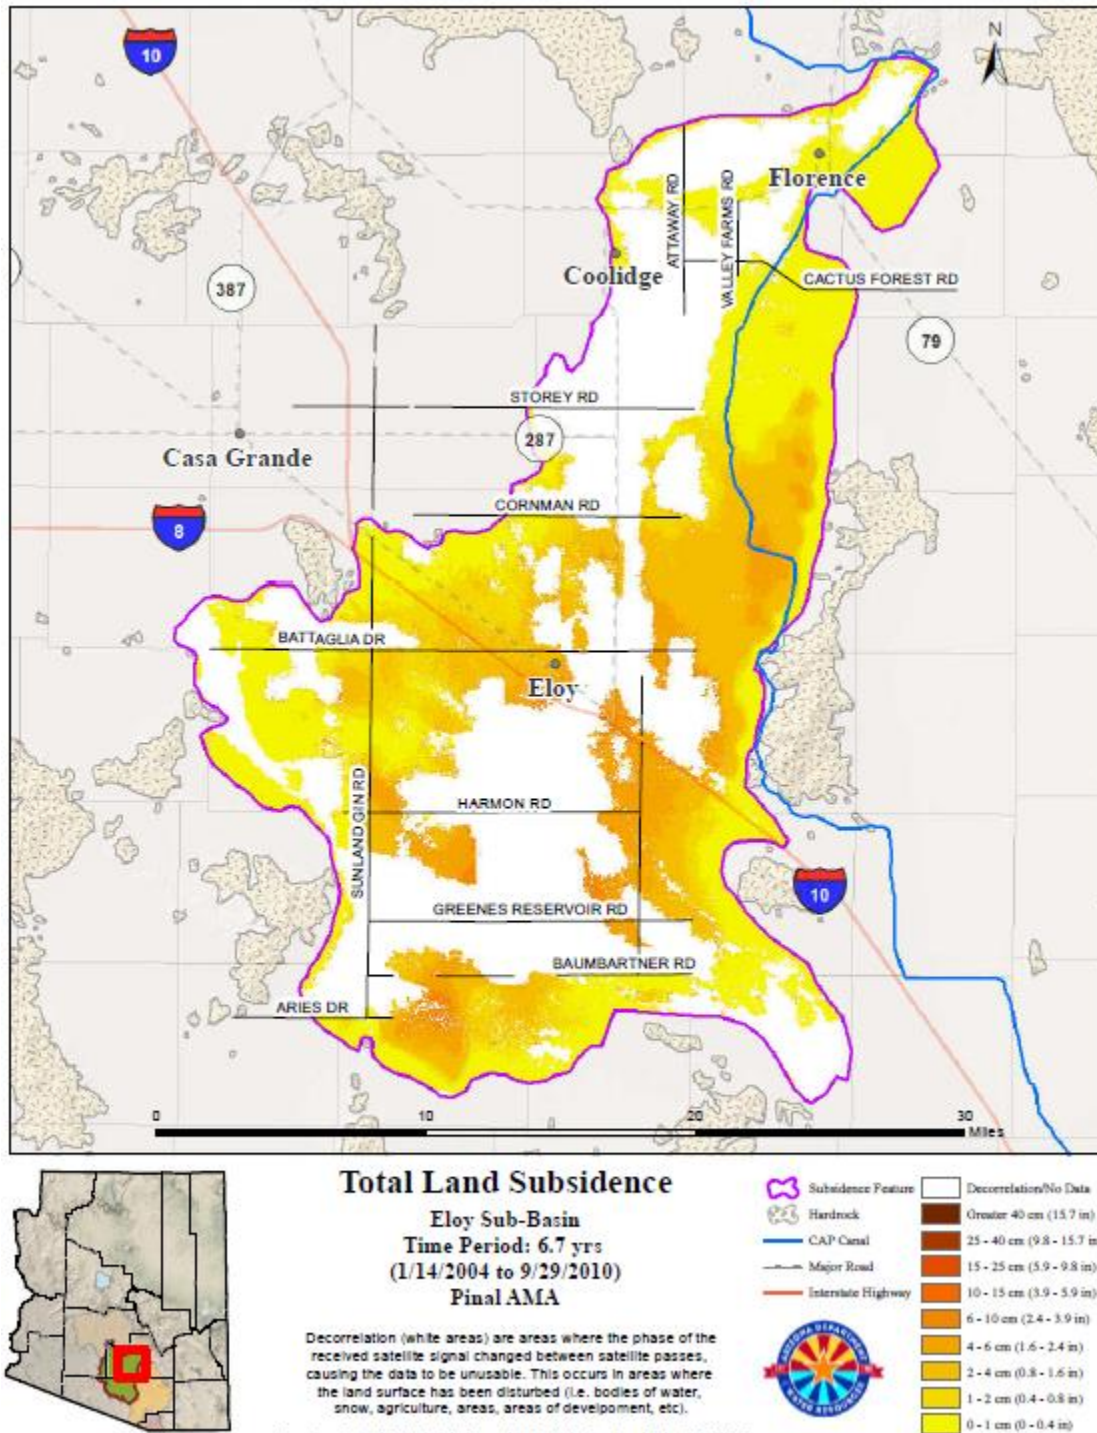 N
10
Florence
ATTAWAY RD
VALLEY FARMS RD
Coolidge
CACTUS FOREST RD
387
79
STOREY RD
287
Casa Grande
CORNMAN RD
8
BATTAGLIA DR
Eloy
SUNLAND GIN RD
HARMON RD
10
GREENES RESERVOIR RD
BAUMBARTNER RD
ARIES DR
0 10 20 30
Miles
Total Land Subsidence
Eloy Sub-Basin
Time Period: 6.7 yrs
(1/14/2004 to 9/29/2010)
Pinal AMA
Decorrelation (white areas) are areas where the phase of the
received satellite signal changed between satellite passes,
causing the data to be unusable. This occurs in areas where
the land surface has been disturbed (i.e. bodies of water,
snow, agriculture, areas, areas of development, etc).
Subsidence Feature
Hardrock
CAP Canal
Major Road
Interstate Highway
ARIZONA DEPARTMENT
WATER RESOURCES
Decorrelation/No Data
Greater 40 cm (15.7 in)
25 - 40 cm (9.8 - 15.7 in
15 - 25 cm (5.9 - 9.8 in)
10 - 15 cm (3.9 - 5.9 in)
6 - 10 cm (2.4 - 3.9 in)
4 - 6 cm (1.6 - 2.4 in)
2 - 4 cm (0.8 - 1.6 in)
1 - 2 cm (0.4 - 0.8 in)
0 - 1 cm (0 - 0.4 in)